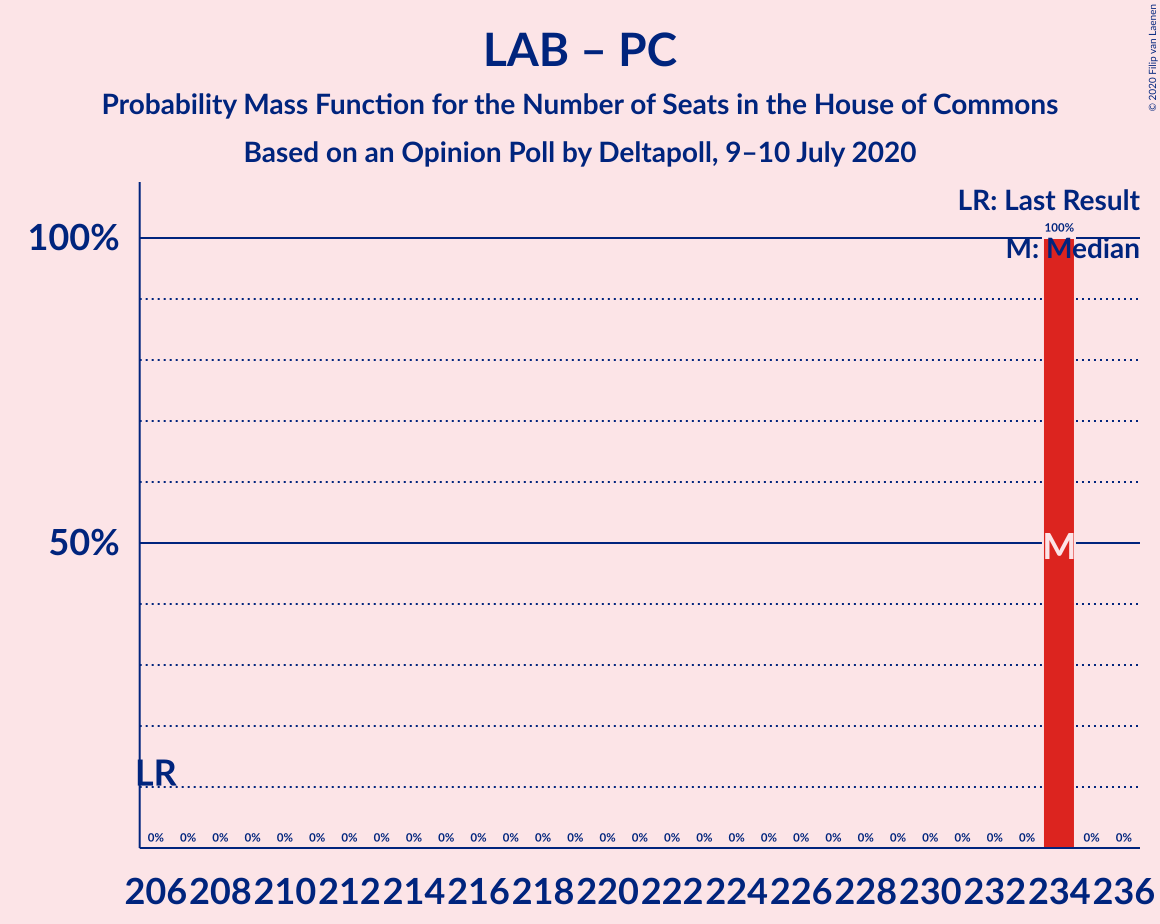 LAB – PC
Probability Mass Function for the Number of Seats in the House of Commons
Based on an Opinion Poll by Deltapoll, 9–10 July 2020
© 2020 Filip van Laenen
LR: Last Result
M: Median
100%
100%
50%
M
LR
0% 0% 0% 0% 0% 0% 0% 0% 0% 0% 0% 0% 0% 0% 0% 0% 0% 0% 0% 0% 0% 0% 0% 0% 0% 0% 0% 0% 0% 0%
206 208 210 212 214 216 218 220 222 224 226 228 230 232 234 236